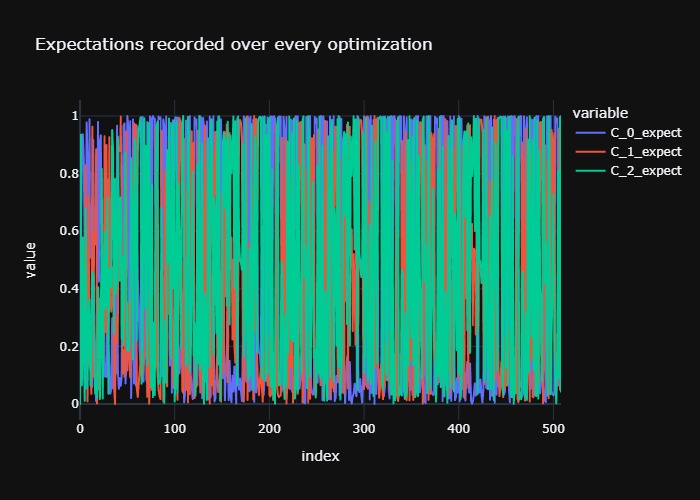 Expectations recorded over every optimization
variable
C_0_expect
C_1_expect
C_2_expect
value
1
0.8
0.6
0.4
0.2
0
0 100 200 300 400 500
index